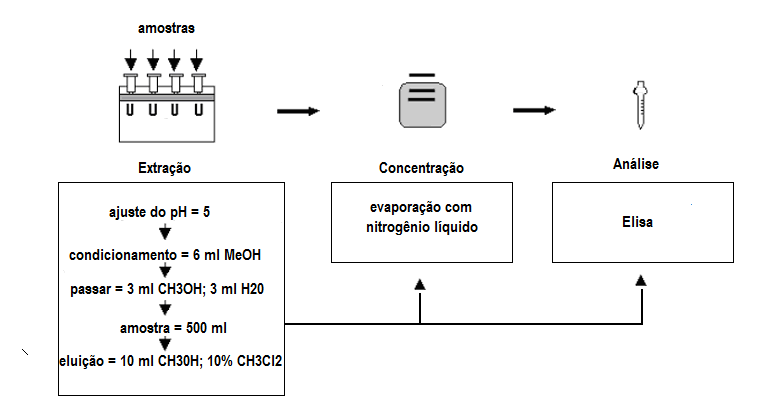 amostras
Extração
Concentração
Análise
ajuste do pH = 5
condicionamento = 6 ml MeOH
passar = 3 ml CH3OH; 3 ml H20
amostra = 500 ml
eluição = 10 ml CH30H; 10% CH3Cl2
evaporação com
nitrogênio líquido
Elisa